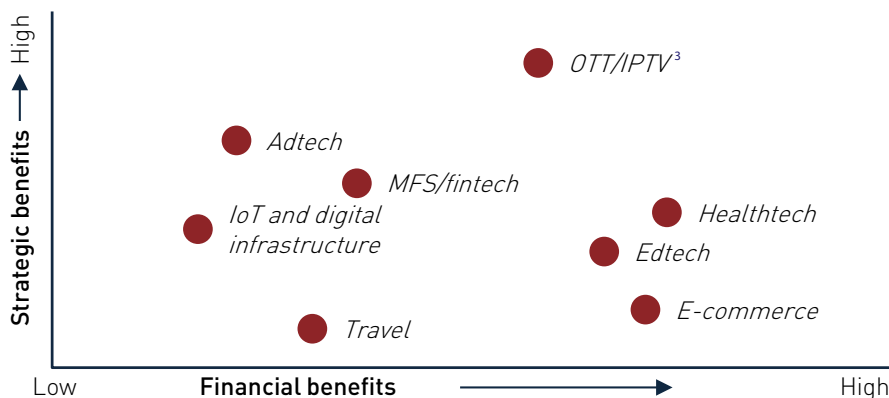 High
Strategic benefits
OTT/IPTV³
Adtech
MFS/fintech
IoT and digital
infrastructure
Healthtech
Edtech
E-commerce
Travel
Low
Financial benefits
High